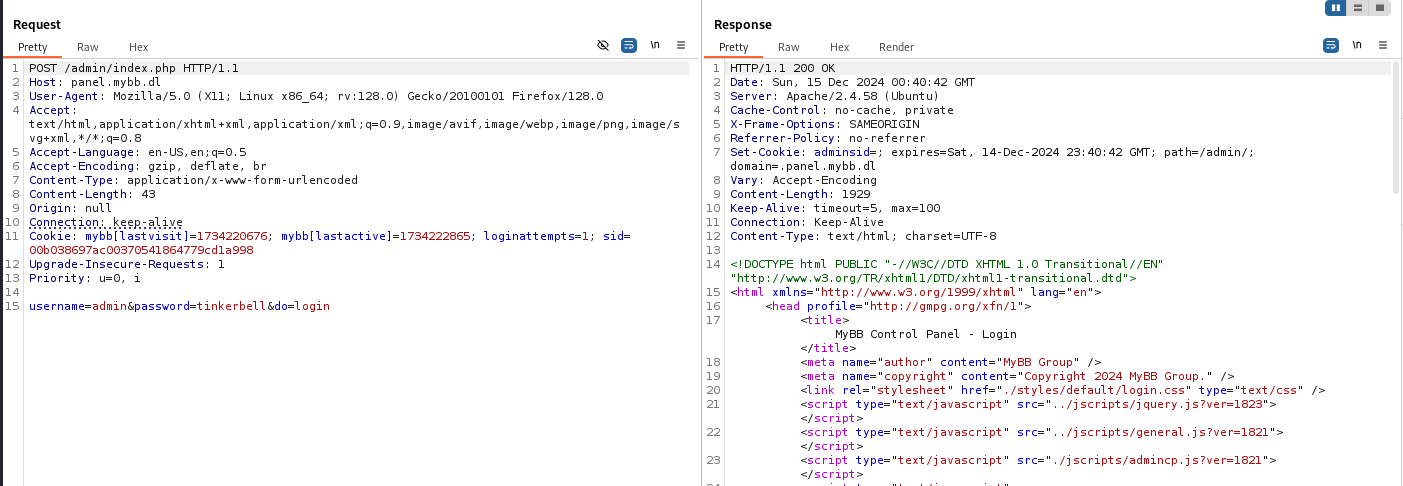 Request
Pretty Raw Hex
\n
1 POST /admin/index.php HTTP/1.1
2 Host: panel.mybb.dl
3 User-Agent: Mozilla/5.0 (X11; Linux x86_64; rv:128.0) Gecko/20100101 Firefox/128.0
4 Accept:
text/html,application/xhtml+xml,application/xml;q=0.9,image/avif,image/webp,image/png,image/s
vg+xml,*/*;q=0.8
5 Accept-Language: en-US,en;q=0.5
6 Accept-Encoding: gzip, deflate, br
7 Content-Type: application/x-www-form-urlencoded
8 Content-Length: 43
9 Origin: null
10 Connection: keep-alive
11 Cookie: mybb[lastvisit]=1734220676; mybb[lastactive]=1734222865; loginattempts=1; sid=
00b038697ac00370541864779cd1a998
12 Upgrade-Insecure-Requests: 1
13 Priority: u=0, i
14
15 username=admin&password=tinkerbell&do=login
Response
Pretty Raw Hex Render
\n
1 HTTP/1.1 200 OK
2 Date: Sun, 15 Dec 2024 00:40:42 GMT
3 Server: Apache/2.4.58 (Ubuntu)
4 Cache-Control: no-cache, private
5 X-Frame-Options: SAMEORIGIN
6 Referrer-Policy: no-referrer
7 Set-Cookie: adminsid=; expires=Sat, 14-Dec-2024 23:40:42 GMT; path=/admin/;
domain=.panel.mybb.dl
8 Vary: Accept-Encoding
9 Content-Length: 1929
10 Keep-Alive: timeout=5, max=100
11 Connection: Keep-Alive
12 Content-Type: text/html; charset=UTF-8
13
14 <!DOCTYPE html PUBLIC "-//W3C//DTD XHTML 1.0 Transitional//EN"
"http://www.w3.org/TR/xhtml1/DTD/xhtml1-transitional.dtd">
15 <html xmlns="http://www.w3.org/1999/xhtml" lang="en">
16 <head profile="http://gmpg.org/xfn/1">
17 <title>
MyBB Control Panel - Login
</title>
18 <meta name="author" content="MyBB Group" />
19 <meta name="copyright" content="Copyright 2024 MyBB Group." />
20 <link rel="stylesheet" href="./styles/default/login.css" type="text/css" />
21 <script type="text/javascript" src="../jscripts/jquery.js?ver=1823">
</script>
22 <script type="text/javascript" src="../jscripts/general.js?ver=1821">
</script>
23 <script type="text/javascript" src="./jscripts/admincp.js?ver=1821">
</script>